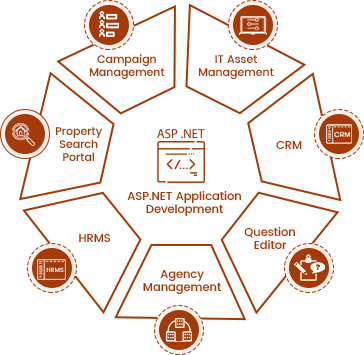 Campaign
Management
IT Asset
Management
Property
Search
Portal
ASP .NET
</...>
CRM
CRM
ASP.NET Application
Development
HRMS
HRMS
Question
Editor
?
Agency
Management